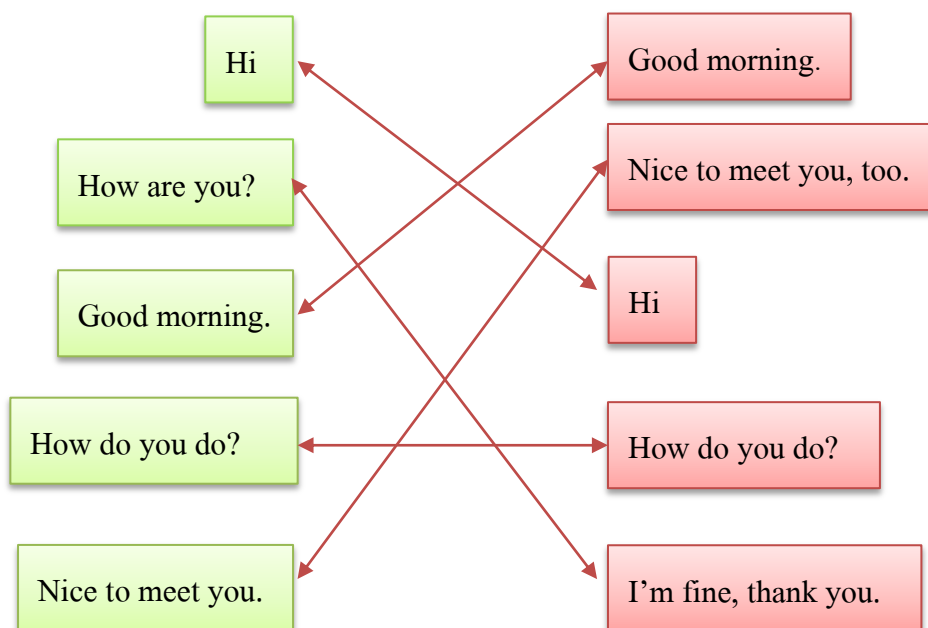 Hi
Good morning.
How are you?
Nice to meet you, too.
Good morning.
Hi
How do you do?
How do you do?
Nice to meet you.
I’m fine, thank you.